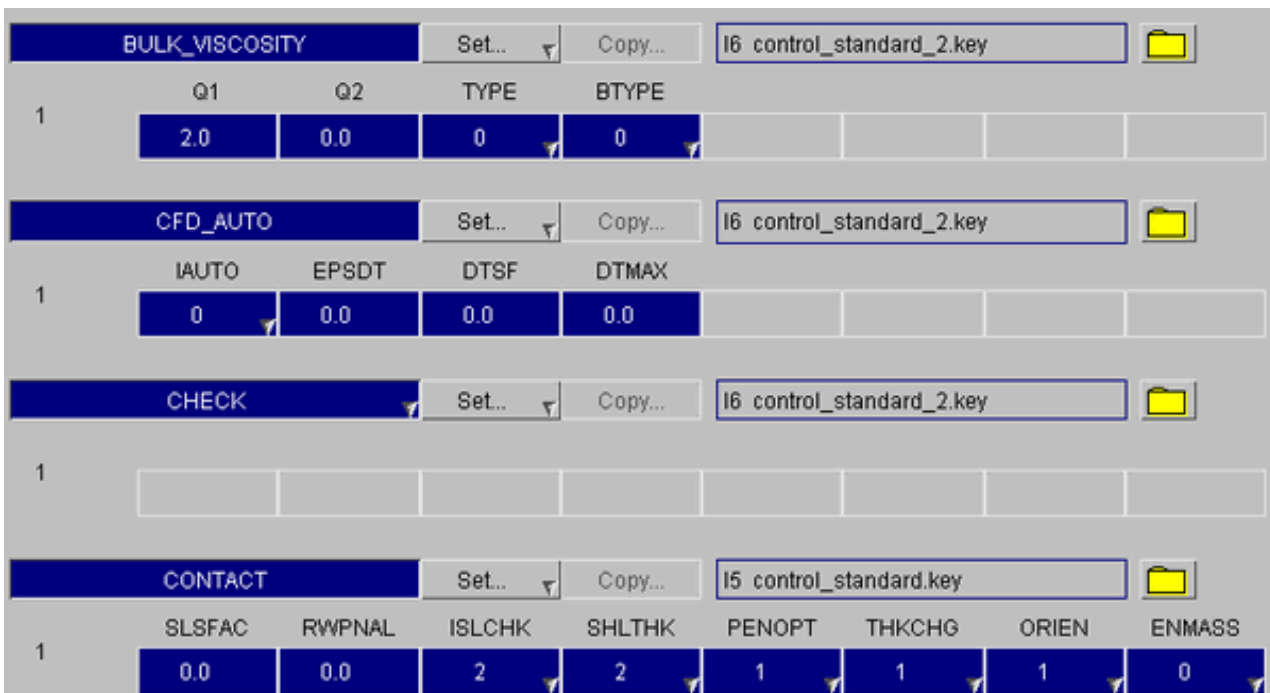 BULK_VISCOSITY Set... Copy... I6 control_standard_2.key
Q1 Q2 TYPE BTYPE
1
2.0 0.0 0 0
CFD_AUTO Set... Copy... I6 control_standard_2.key
IAUTO EPSDT DTSF DTMAX
1
0 0.0 0.0 0.0
CHECK Set... Copy... I6 control_standard_2.key
1
CONTACT Set... Copy... I5 control_standard.key
SLSFAC RWPNAL ISLCHK SHLTHK PENOPT THKCHG ORIEN ENMASS
1
0.0 0.0 2 2 1 1 1 0